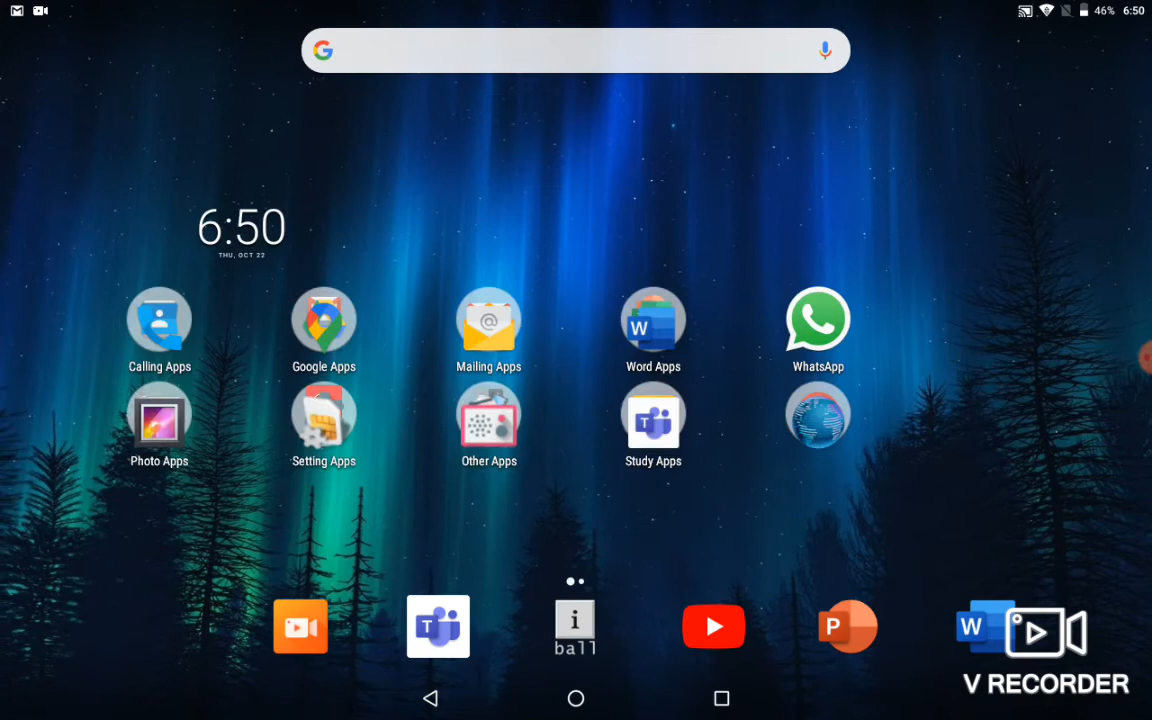 46% 6:50
6:50
THU, OCT 22
Calling Apps
Google Apps
Mailing Apps
Word Apps
WhatsApp
Photo Apps
Setting Apps
Other Apps
Study Apps
i
ball
T
P
W
V RECORDER